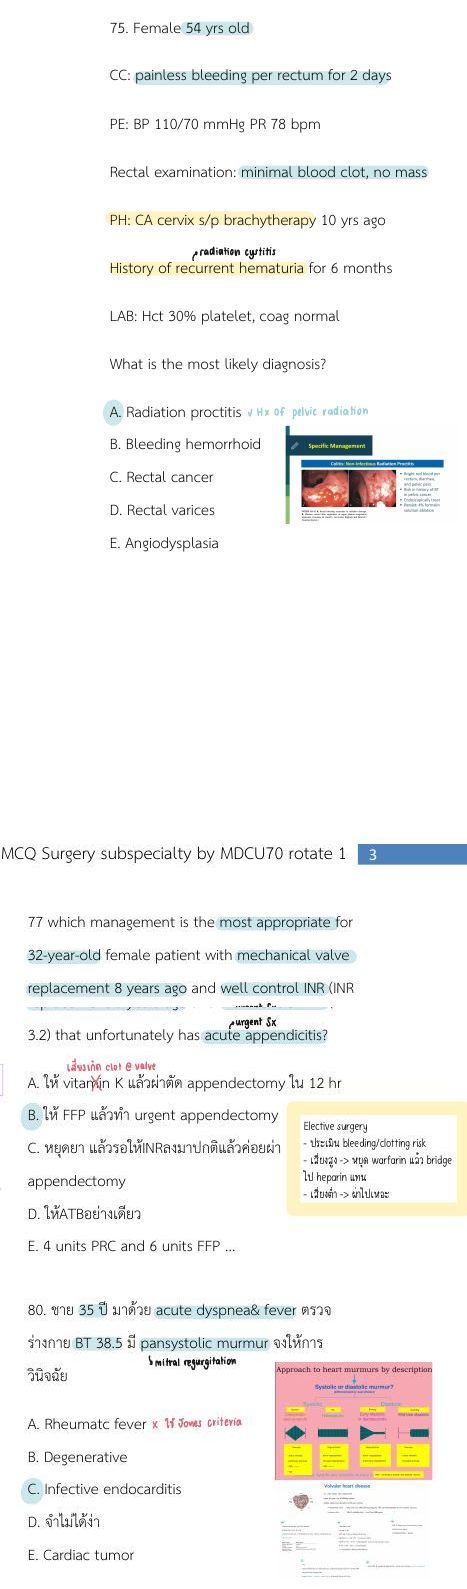 75. Female 54 yrs old
CC: painless bleeding per rectum for 2 days
PE: BP 110/70 mmHg PR 78 bpm
Rectal examination: minimal blood clot, no mass
PH: CA cervix s/p brachytherapy 10 yrs ago
radiation cystitis
History of recurrent hematuria for 6 months
LAB: Hct 30% platelet, coag normal
What is the most likely diagnosis?
A. Radiation proctitis √ Hx of pelvic radiation
B. Bleeding hemorrhoid
Specific Management
Colitis: Non-Infectious Radiation Proctitis
C. Rectal cancer
D. Rectal varices
E. Angiodysplasia
MCQ Surgery subspecialty by MDCU70 rotate 1 3
77 which management is the most appropriate for
32-year-old female patient with mechanical valve
replacement 8 years ago and well control INR (INR
urgent Sx
3.2) that unfortunately has acute appendicitis?
เสี่ยงเกิด clot @ valve
A. ให้ vitamin K แล้วผ่าตัด appendectomy ใน 12 hr
B. ให้ FFP แล้วทำ urgent appendectomy
C. หยุดยา แล้วรอให้INRลงมาปกติแล้วค่อยผ่า
appendectomy
D. ให้ATBอย่างเดียว
E. 4 units PRC and 6 units FFP ...
Elective surgery
- ประเมิน bleeding/clotting risk
- เสี่ยงสูง -> หยุด warfarin แล้ว bridge
ไป heparin แทน
- เสี่ยงต่ำ -> ผ่าไปเหอะ
80. ชาย 35 ปี มาด้วย acute dyspnea& fever ตรวจ
ร่างกาย BT 38.5 มี pansystolic murmur จงให้การ
mitral regurgitation
วินิจฉัย
Approach to heart murmurs by description
Systolic or diastolic murmur?
A. Rheumatc fever x ใช้ Jones criteria
B. Degenerative
C. Infective endocarditis
Valvular heart disease
D. จำไม่ได้ง่า
E. Cardiac tumor